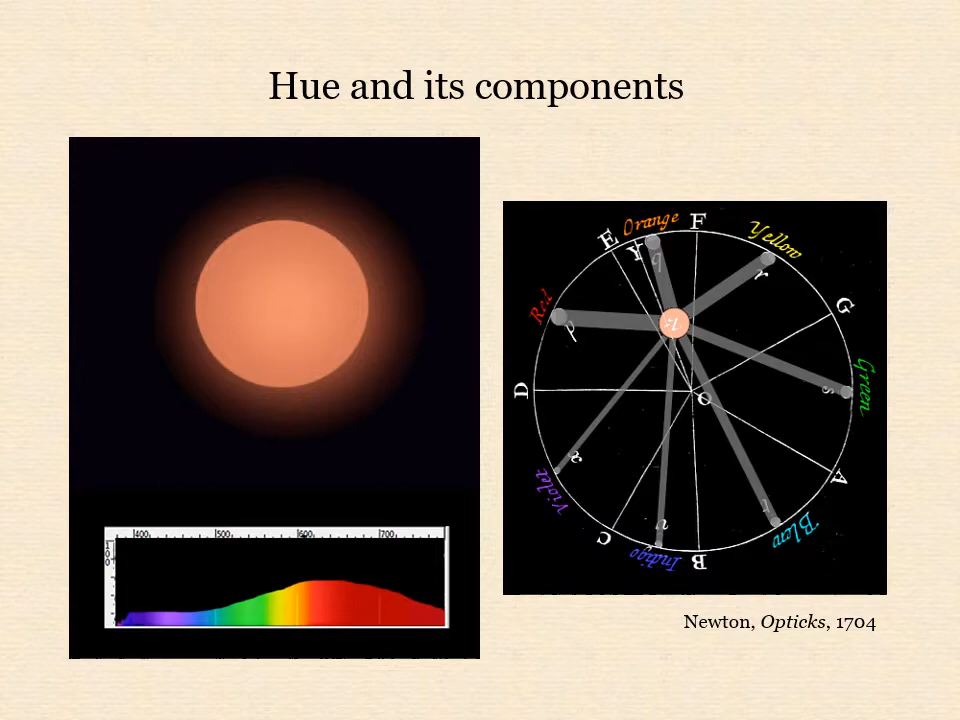 Hue and its components
400 500 600 700
E
Orange
F
Yellow
Y
q
r
G
Red
p
z
Green
s
D
O
x
A
Violet
t
Blew
C
v
Indigo
B
Newton, Opticks, 1704